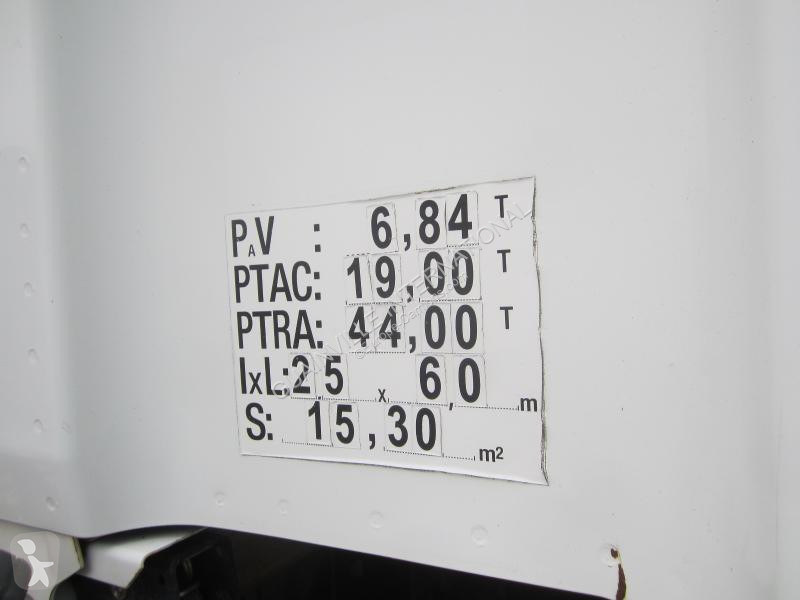 PAV : 6,84 T
PTAC: 19,00 T
PTRA: 44,00 T
lxL: 2,5 x 6,0 m
S: 15,30 m²